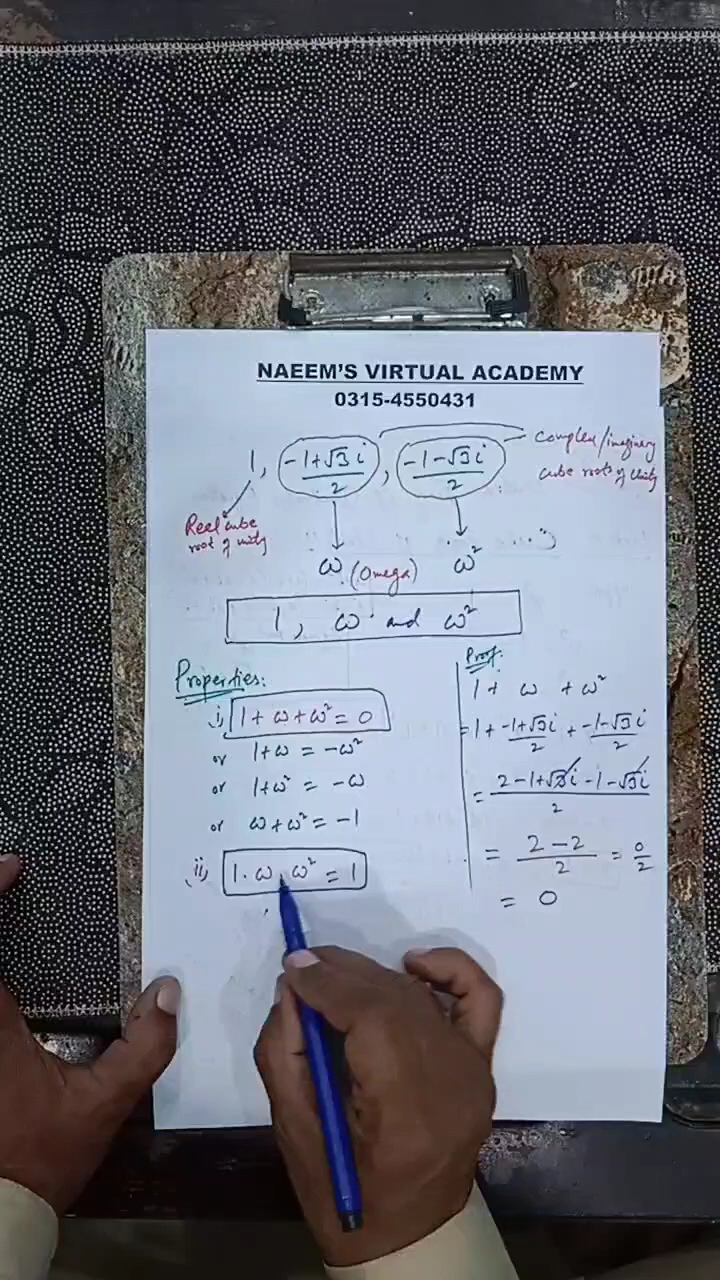 NAEEM'S VIRTUAL ACADEMY
0315-4550431
1, (-1+√3i)/2, (-1-√3i)/2
complex/imaginary
cube roots of unity
Real cube
root of unity
ω (Omega) ω²
1, ω and ω²
Properties:
i, 1+ω+ω² = 0
or 1+ω = -ω²
or 1+ω² = -ω
or ω+ω² = -1
ii, 1·ω·ω² = 1
Proof:
1 + ω + ω²
= 1 + (-1+√3i)/2 + (-1-√3i)/2
= (2-1+√3i-1-√3i)/2
= (2-2)/2 = 0/2
= 0